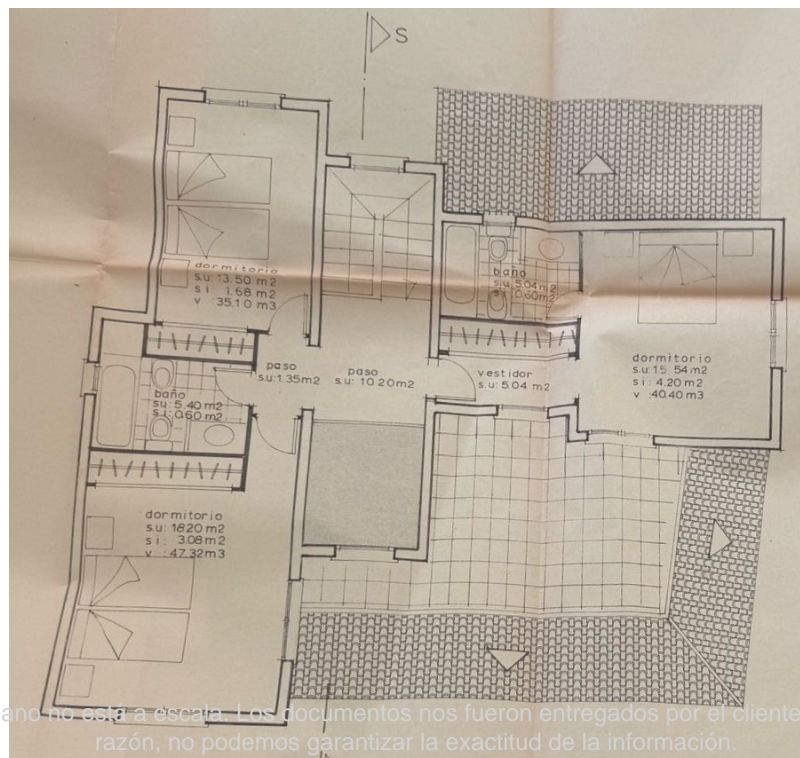 S
dormitorio
s.u: 13.50 m2
s i : 1.68 m2
v : 35.10 m3
baño
s.u: 5.04 m2
s i: 0.60 m2
paso
s.u: 1.35 m2
paso
s.u: 10.20 m2
vestidor
s.u: 5.04 m2
dormitorio
s.u: 15.54 m2
s i : 4.20 m2
v : 40.40 m3
baño
s.u: 5.40 m2
s i: 0.60 m2
dormitorio
s.u: 18.20 m2
s i : 3.08 m2
v : 47.32 m3
ano no está a escala. Los documentos nos fueron entregados por el cliente
razón, no podemos garantizar la exactitud de la información.